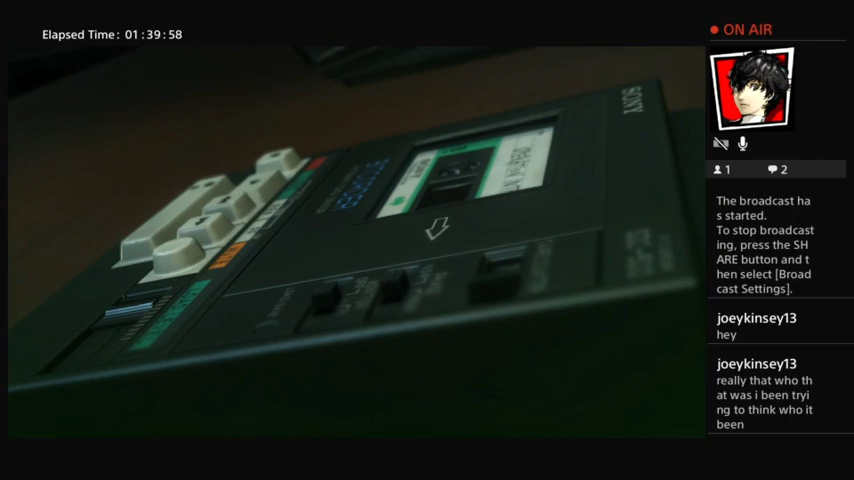 Elapsed Time: 01:39:58
ON AIR
SONY
1
2
The broadcast ha
s started.
To stop broadcast
ing, press the SH
ARE button and t
hen select [Broad
cast Settings].
joeykinsey13
hey
joeykinsey13
really that who th
at was i been tryi
ng to think who it
been